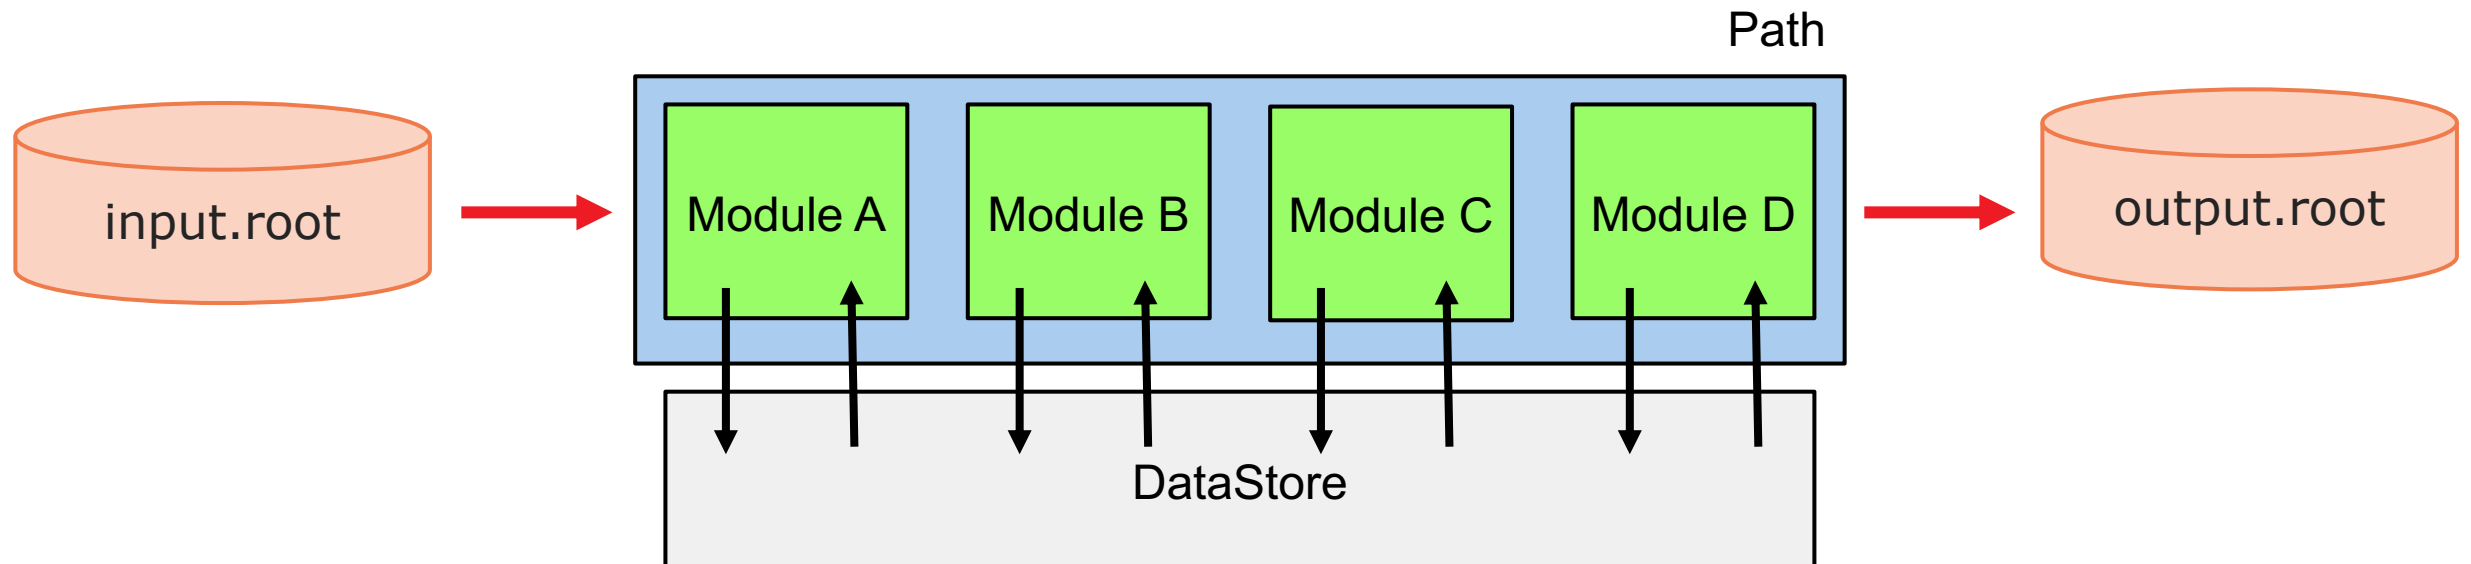 Path
input.root
Module A
Module B
Module C
Module D
output.root
DataStore